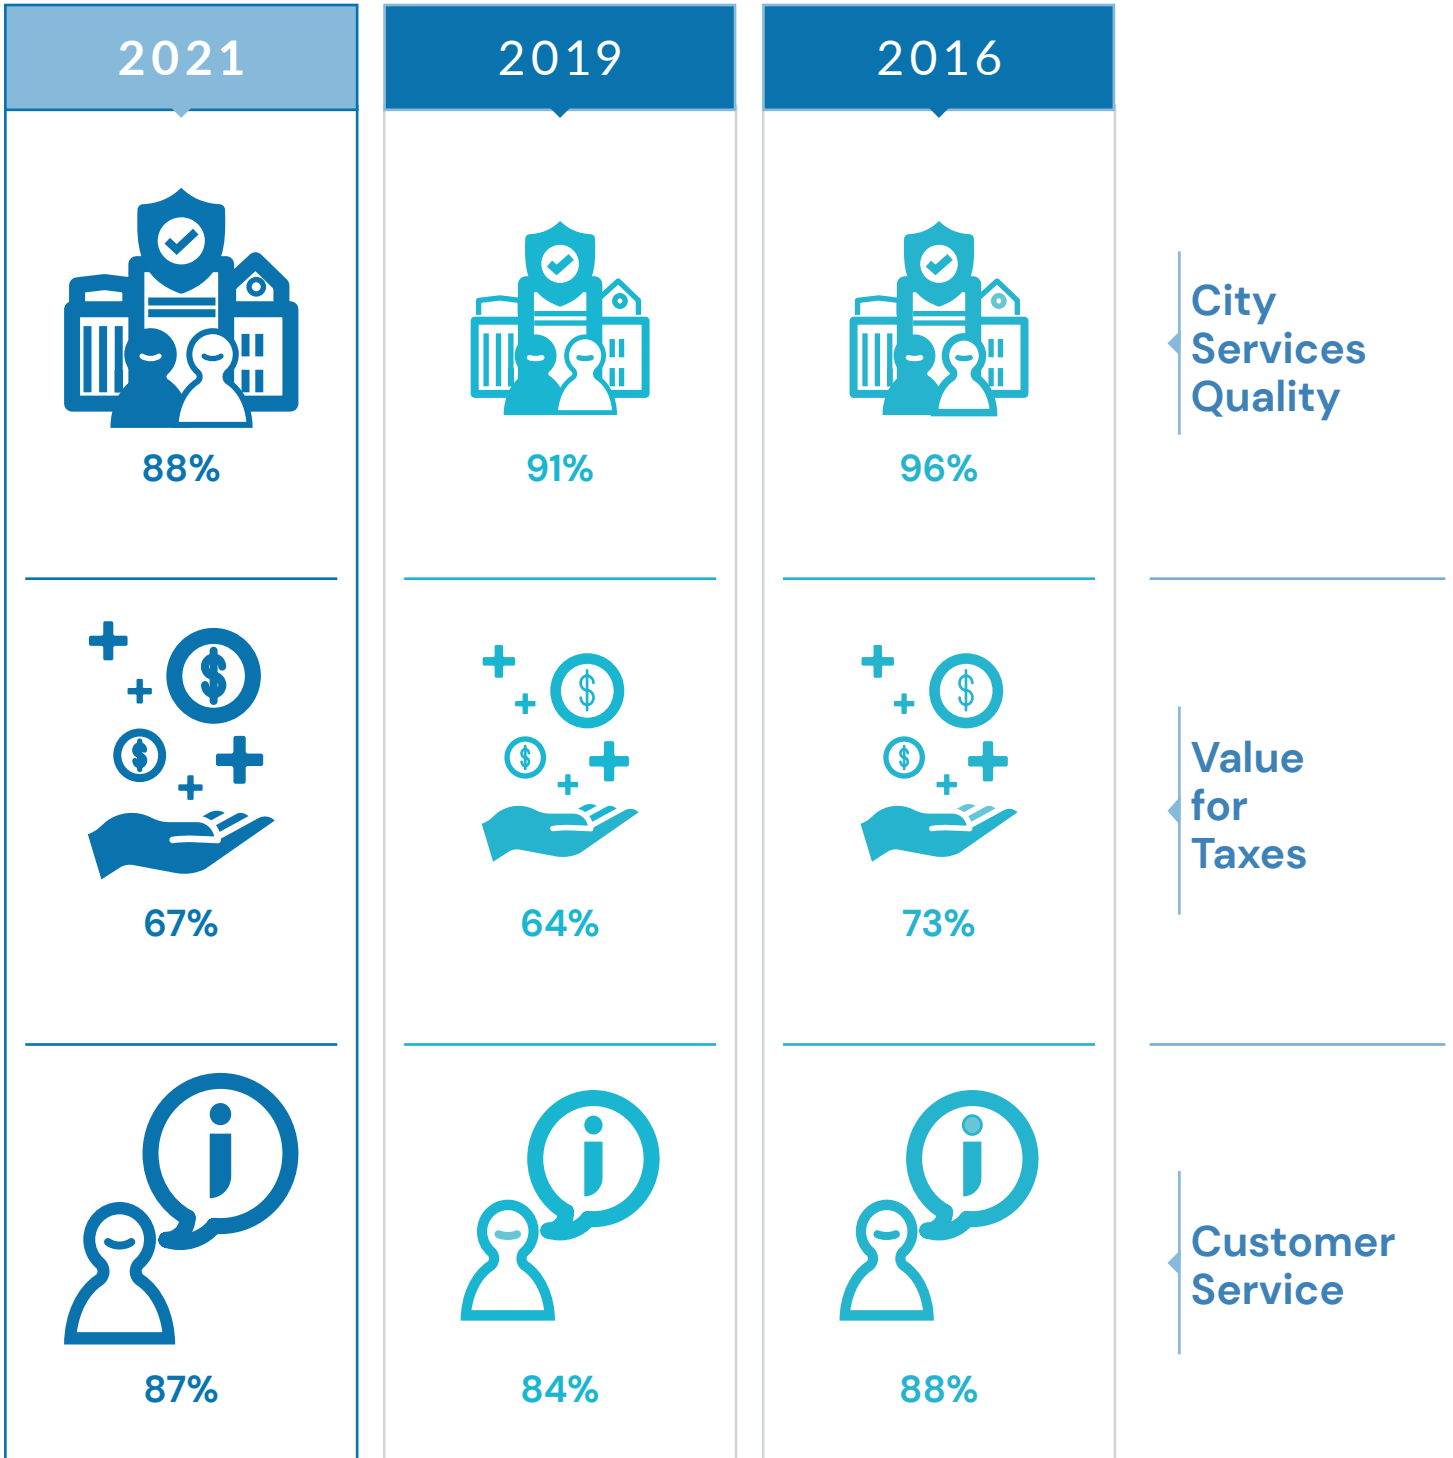 2021 2019 2016
City
Services
Quality
88% 91% 96%
Value
for
Taxes
67% 64% 73%
Customer
Service
87% 84% 88%